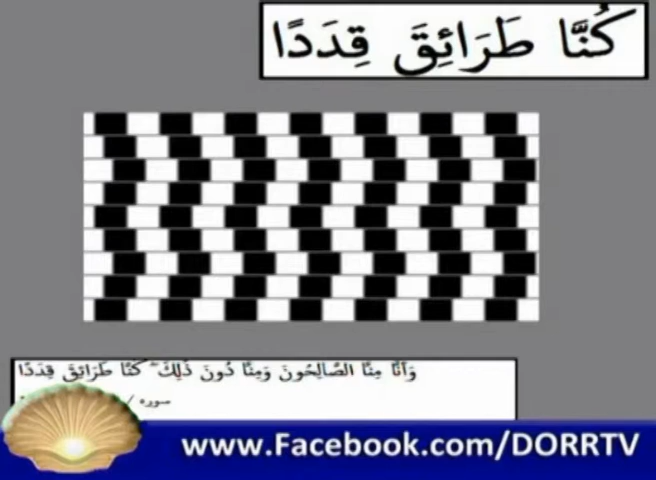 كُنَّا طَرَائِقَ قِدَدًا
وَأَنَّا مِنَّا الصَّالِحُونَ وَمِنَّا دُونَ ذَٰلِكَ ۖ كُنَّا طَرَائِقَ قِدَدًا
سوره /
www.Facebook.com/DORRTV